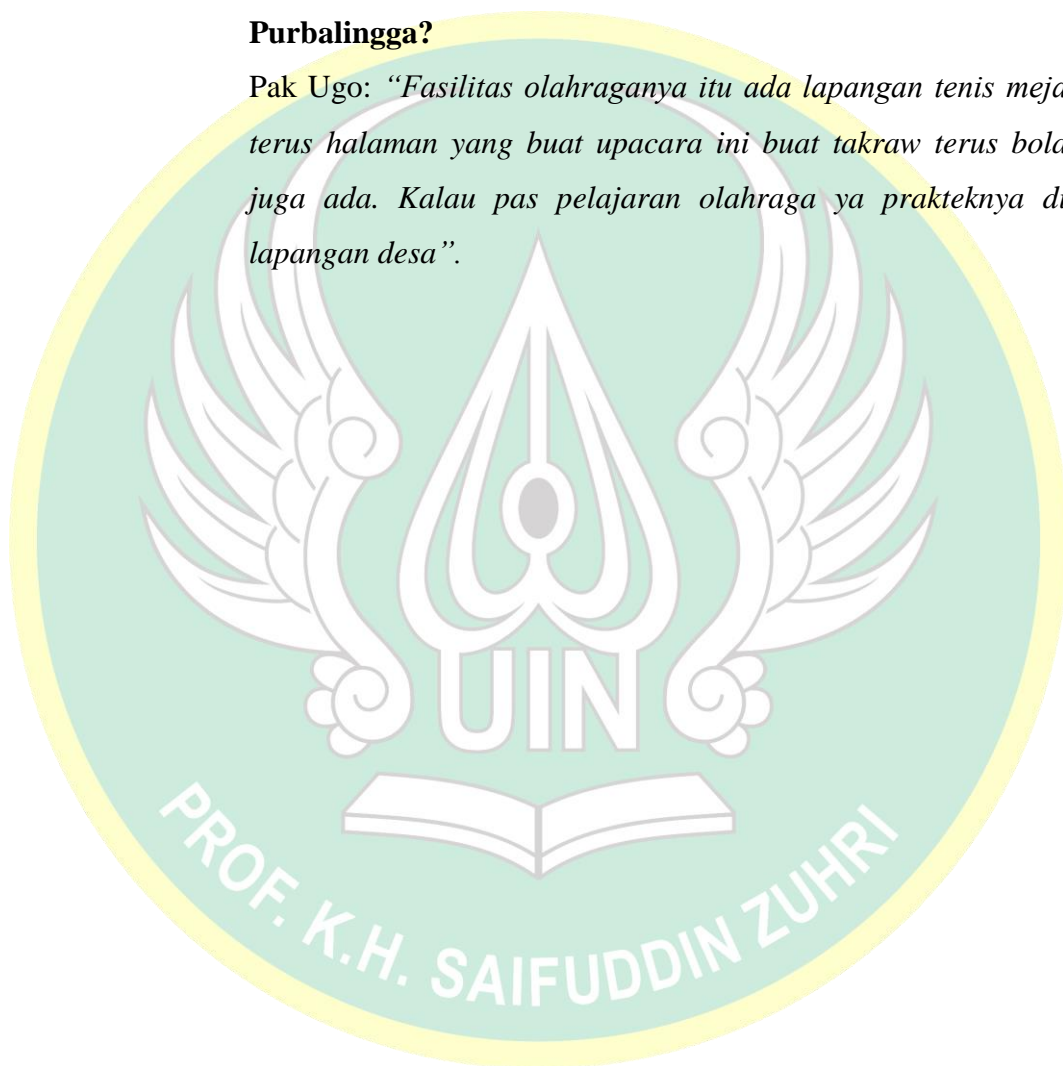 Purbalingga?
Pak Ugo: “Fasilitas olahraganya itu ada lapangan tenis meja
terus halaman yang buat upacara ini buat takraw terus bola
juga ada. Kalau pas pelajaran olahraga ya prakteknya di
lapangan desa”.
UIN
PROF. K.H. SAIFUDDIN ZUHRI